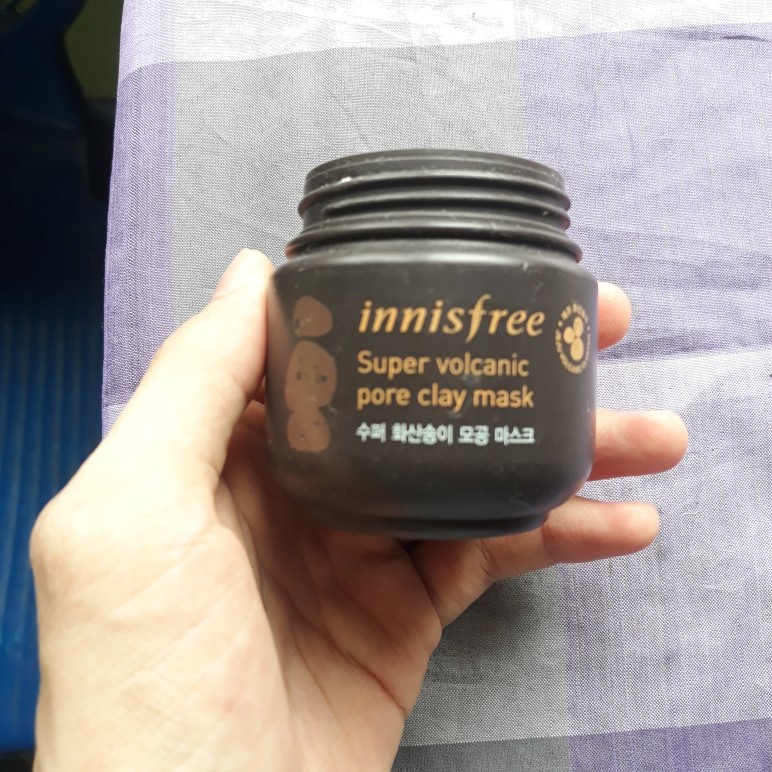 innisfree
Super volcanic
pore clay mask
수퍼 화산송이 모공 마스크